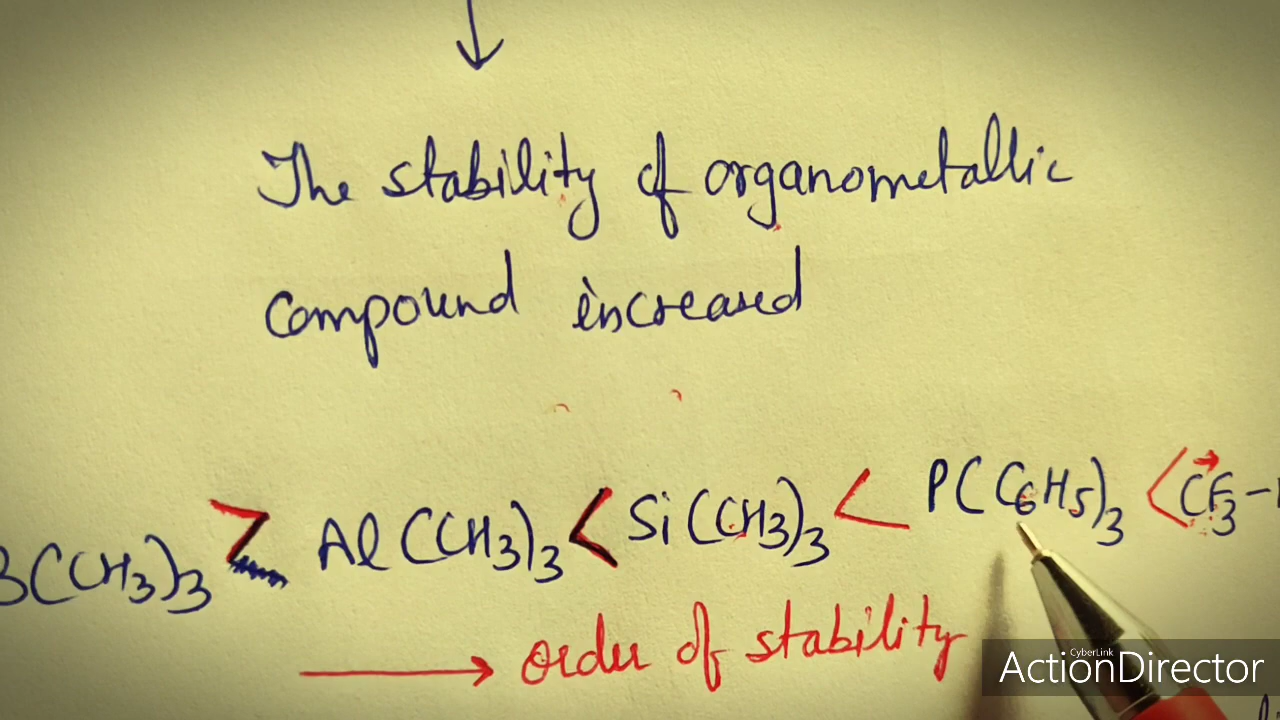 The stability of organometallic
compound increased
B(CH3)3 > Al(CH3)3 < Si(CH3)3 < P(C6H5)3 < CF3-
→ order of stability
CyberLink
ActionDirector